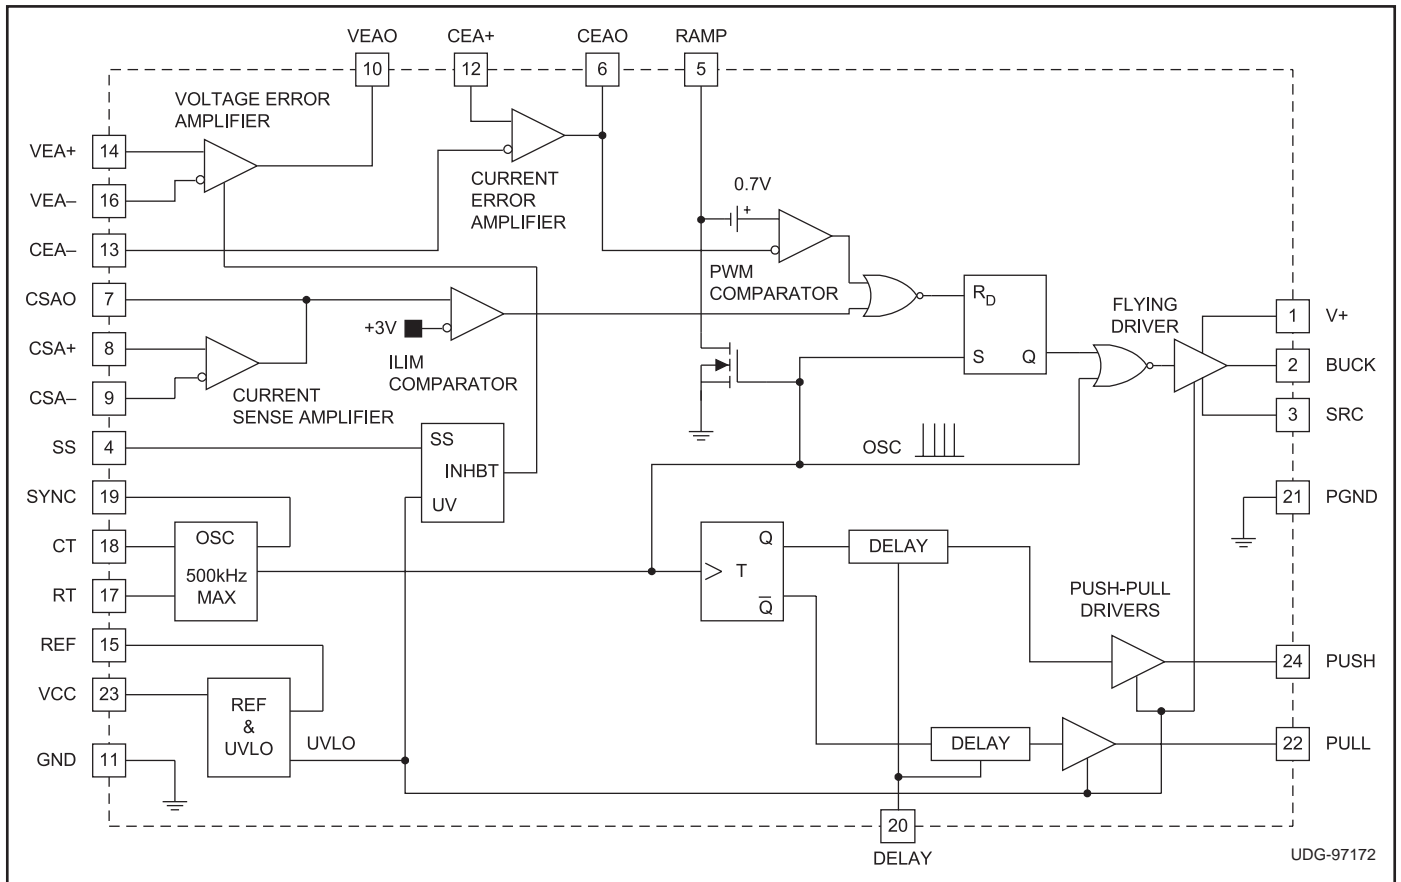 VEAO CEA+ CEAO RAMP
10 12 6 5
VOLTAGE ERROR
AMPLIFIER
VEA+ 14
VEA– 16
CEA– 13
CURRENT
ERROR
AMPLIFIER
0.7V
+
PWM
COMPARATOR
CSAO 7
CSA+ 8
CSA– 9
+3V
ILIM
COMPARATOR
CURRENT
SENSE AMPLIFIER
RD
S Q
FLYING
DRIVER
1 V+
2 BUCK
3 SRC
SS 4
SS
INHBT
UV
OSC
SYNC 19
CT 18
RT 17
OSC
500kHz
MAX
21 PGND
Q
T
Q̅
DELAY
PUSH-PULL
DRIVERS
REF 15
VCC 23
GND 11
REF
&
UVLO
UVLO
24 PUSH
DELAY
22 PULL
20
DELAY
UDG-97172